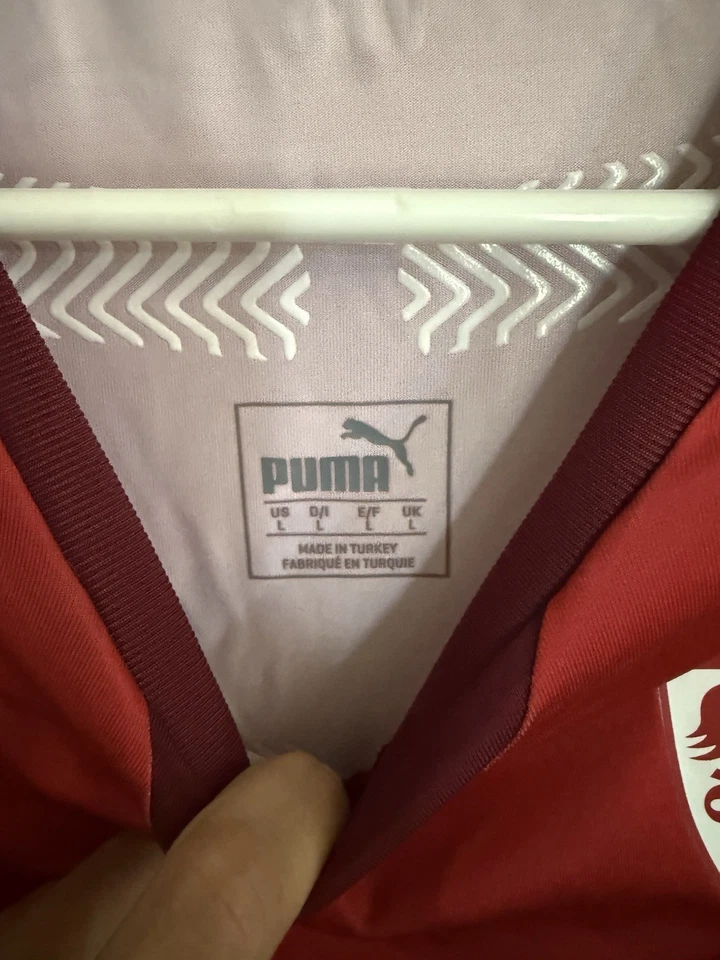 PUMA
US D/I E/F UK
L L L L
MADE IN TURKEY
FABRIQUÉ EN TURQUIE